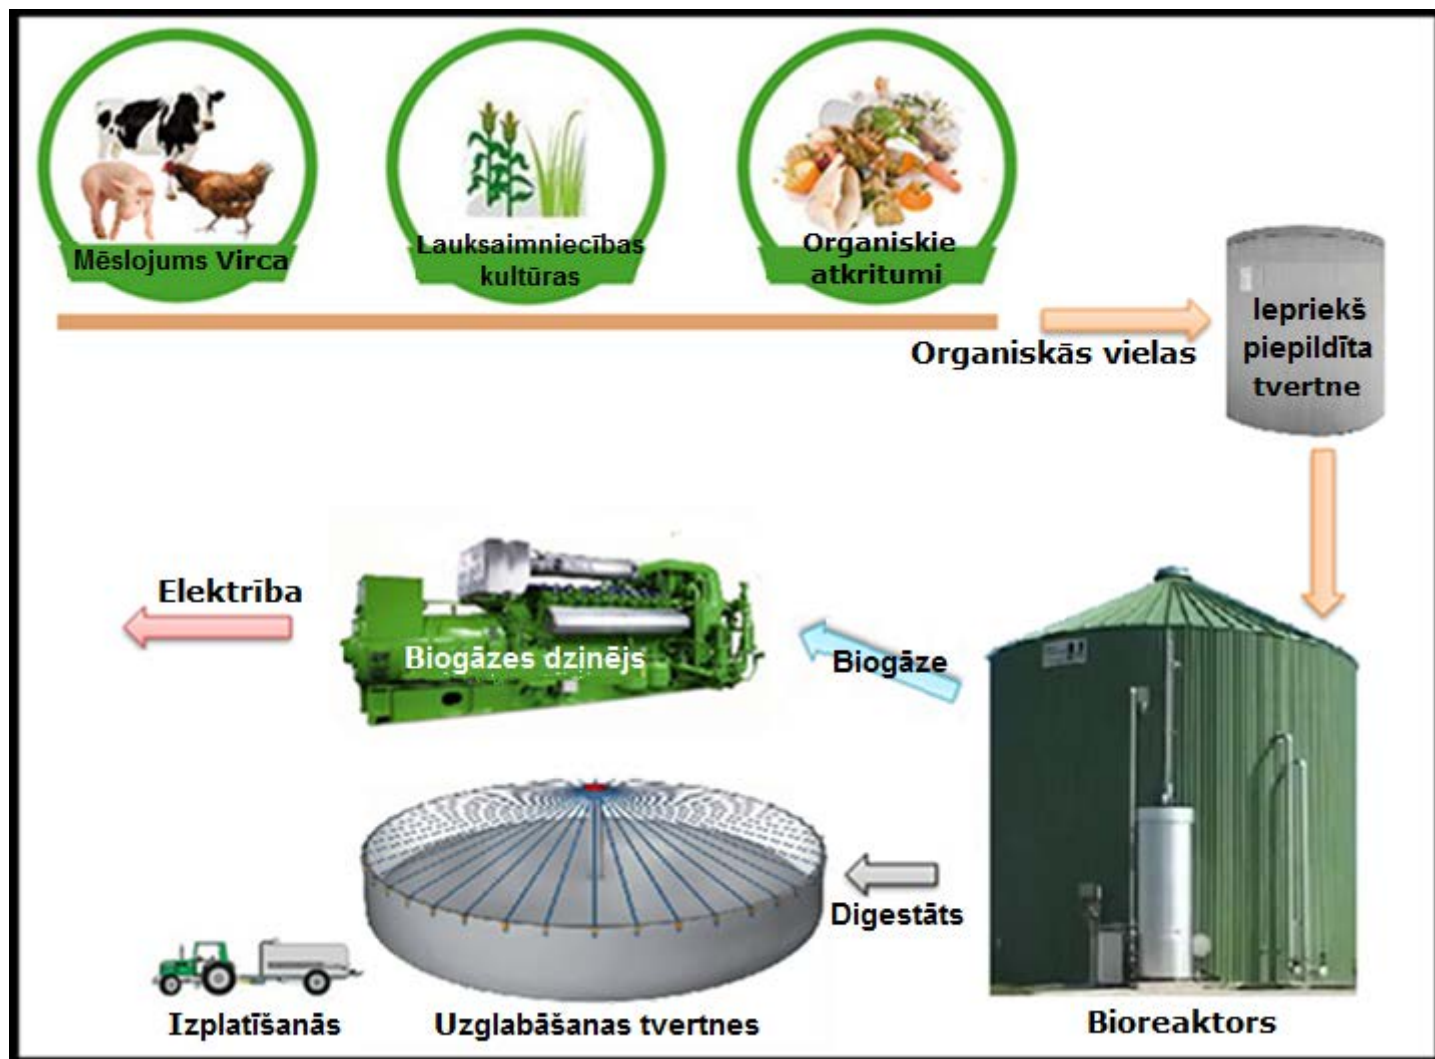 Mēslojums Virca
Lauksaimniecības
kultūras
Organiskie
atkritumi
Organiskās vielas
Iepriekš
piepildīta
tvertne
Elektrība
Biogāzes dzinējs
Biogāze
Digestāts
Izplatīšanās
Uzglabāšanas tvertnes
Bioreaktors